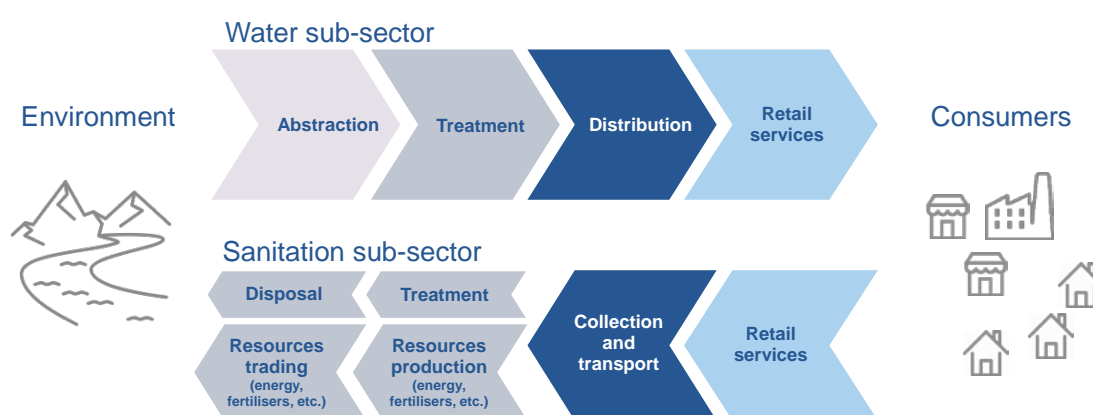 Water sub-sector
Environment
Abstraction
Treatment
Distribution
Retail
services
Consumers
Sanitation sub-sector
Disposal
Treatment
Resources
trading
(energy,
fertilisers, etc.)
Resources
production
(energy,
fertilisers, etc.)
Collection
and
transport
Retail
services